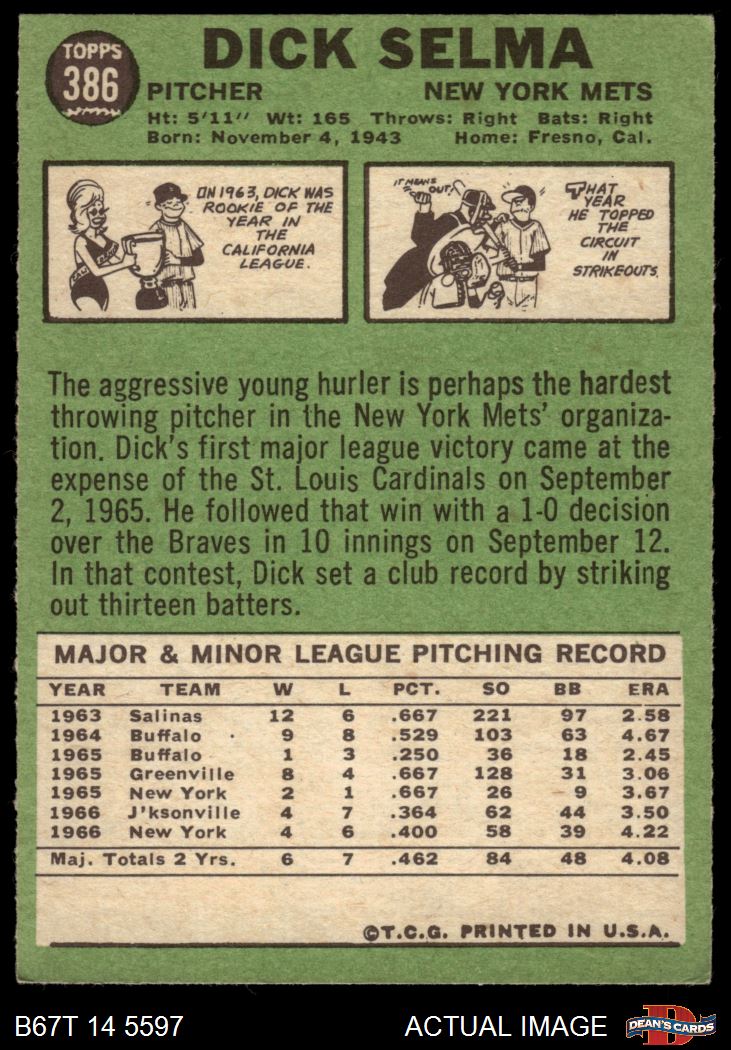 TOPPS
386
DICK SELMA
PITCHER NEW YORK METS
Ht: 5'11" Wt: 165 Throws: Right Bats: Right
Born: November 4, 1943 Home: Fresno, Cal.
IN 1963, DICK WAS
ROOKIE OF THE
YEAR IN
THE
CALIFORNIA
LEAGUE.
IT MEANS
OUT!
THAT
YEAR
HE TOPPED
THE
CIRCUIT
IN
STRIKEOUTS.
The aggressive young hurler is perhaps the hardest
throwing pitcher in the New York Mets' organiza-
tion. Dick's first major league victory came at the
expense of the St. Louis Cardinals on September
2, 1965. He followed that win with a 1-0 decision
over the Braves in 10 innings on September 12.
In that contest, Dick set a club record by striking
out thirteen batters.
MAJOR & MINOR LEAGUE PITCHING RECORD
YEAR TEAM W L PCT. SO BB ERA
1963 Salinas 12 6 .667 221 97 2.58
1964 Buffalo 9 8 .529 103 63 4.67
1965 Buffalo 1 3 .250 36 18 2.45
1965 Greenville 8 4 .667 128 31 3.06
1965 New York 2 1 .667 26 9 3.67
1966 J'ksonville 4 7 .364 62 44 3.50
1966 New York 4 6 .400 58 39 4.22
Maj. Totals 2 Yrs. 6 7 .462 84 48 4.08
©T.C.G. PRINTED IN U.S.A.
B67T 14 5597 ACTUAL IMAGE DEAN'S CARDS